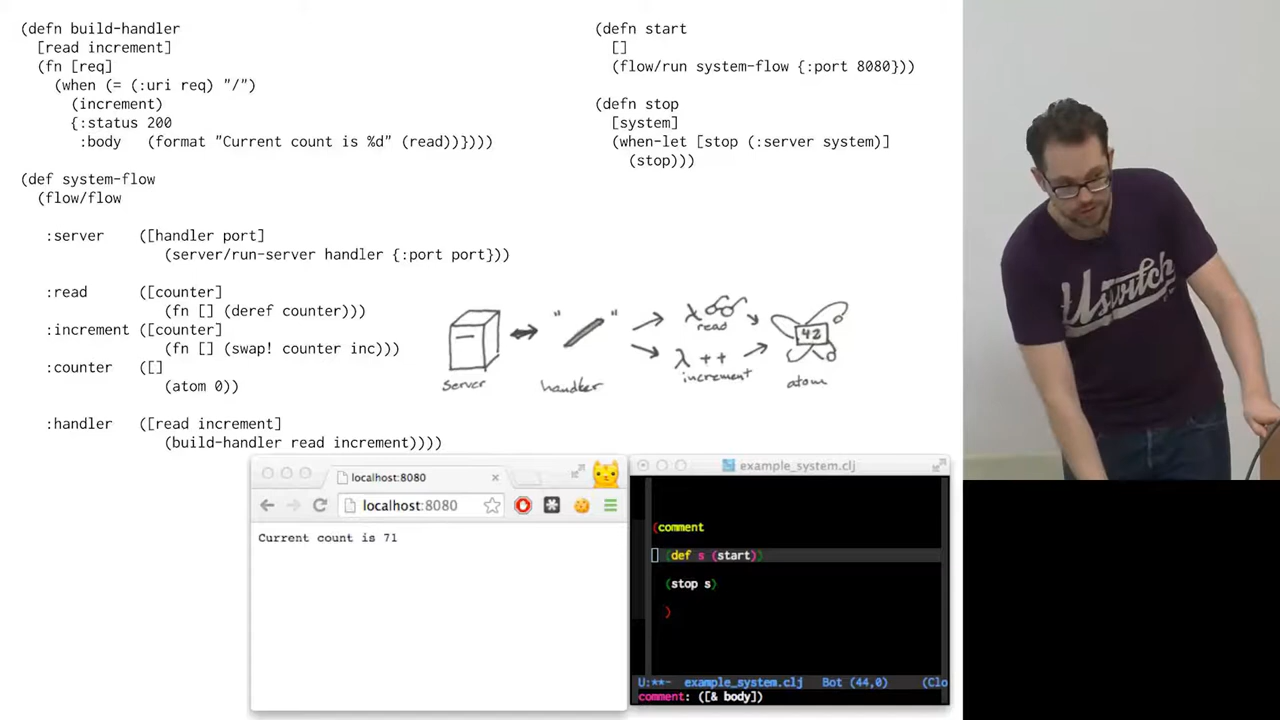 (defn build-handler
[read increment]
(fn [req]
(when (= (:uri req) "/")
(increment)
{:status 200
:body (format "Current count is %d" (read))})))
(def system-flow
(flow/flow
:server ([handler port]
(server/run-server handler {:port port}))
:read ([counter]
(fn [] (deref counter)))
:increment ([counter]
(fn [] (swap! counter inc)))
:counter ([]
(atom 0))
:handler ([read increment]
(build-handler read increment))))
(defn start
[]
(flow/run system-flow {:port 8080}))
(defn stop
[system]
(when-let [stop (:server system)]
(stop)))
server
" "
handler
λ
read
λ ++
increment
42
atom
localhost:8080
localhost:8080
Current count is 71
example_system.clj
(comment
(def s (start))
(stop s)
)
U:**- example_system.clj Bot (44,0) (Clo
comment: ([& body])
Uswitch